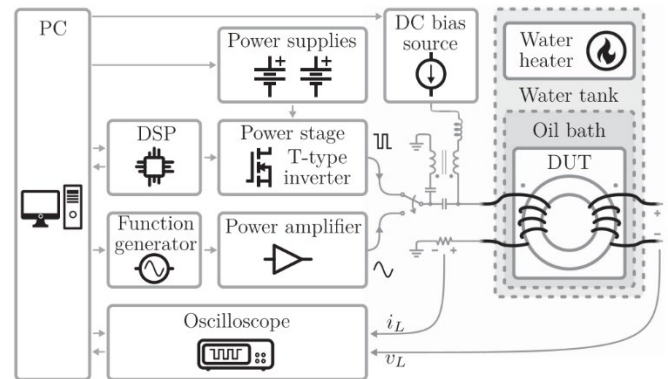 PC
Power supplies
+
+
DC bias
source
Water
heater
Water tank
Oil bath
DUT
DSP
Power stage
T-type
inverter
Function
generator
Power amplifier
+
−
− +
Oscilloscope
i_L
v_L